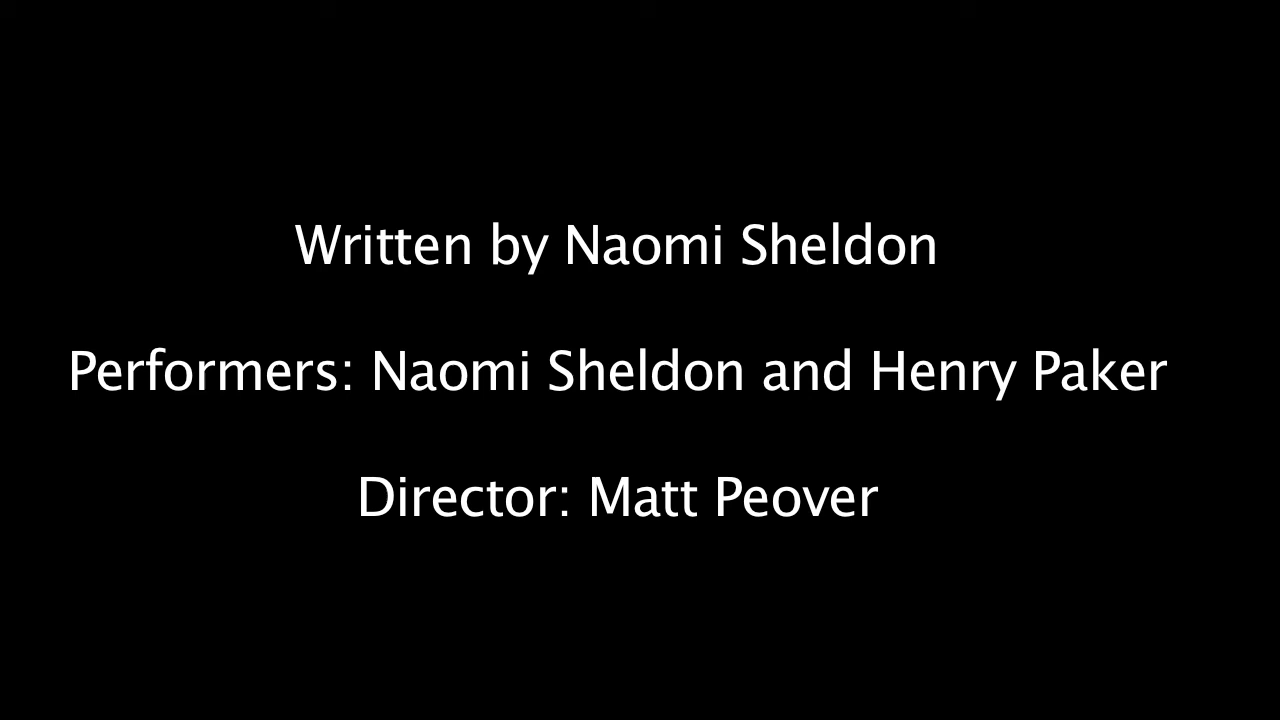 Written by Naomi Sheldon
Performers: Naomi Sheldon and Henry Paker
Director: Matt Peover